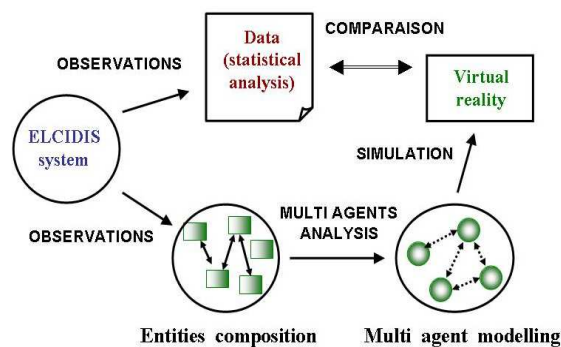 Data
(statistical
analysis)
COMPARAISON
OBSERVATIONS
Virtual
reality
ELCIDIS
system
SIMULATION
OBSERVATIONS
MULTI AGENTS
ANALYSIS
Entities composition
Multi agent modelling